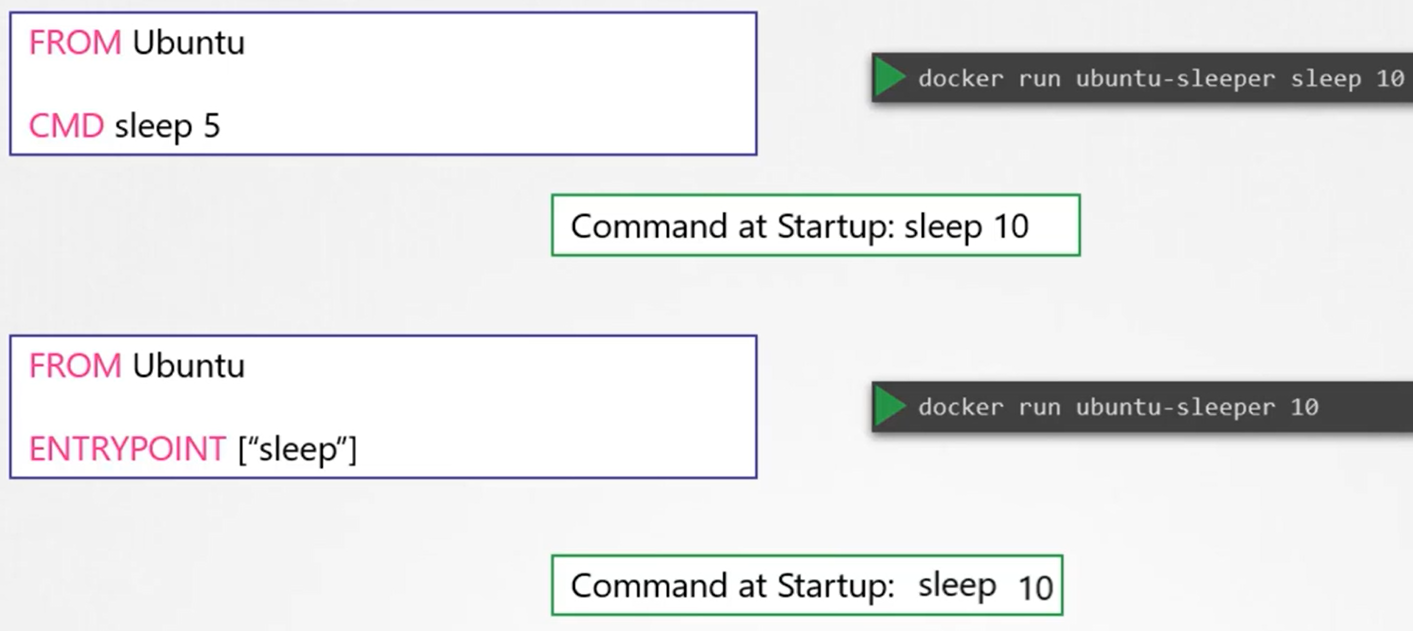 FROM Ubuntu
docker run ubuntu-sleeper sleep 10
CMD sleep 5
Command at Startup: sleep 10
FROM Ubuntu
docker run ubuntu-sleeper 10
ENTRYPOINT [“sleep”]
Command at Startup: sleep 10